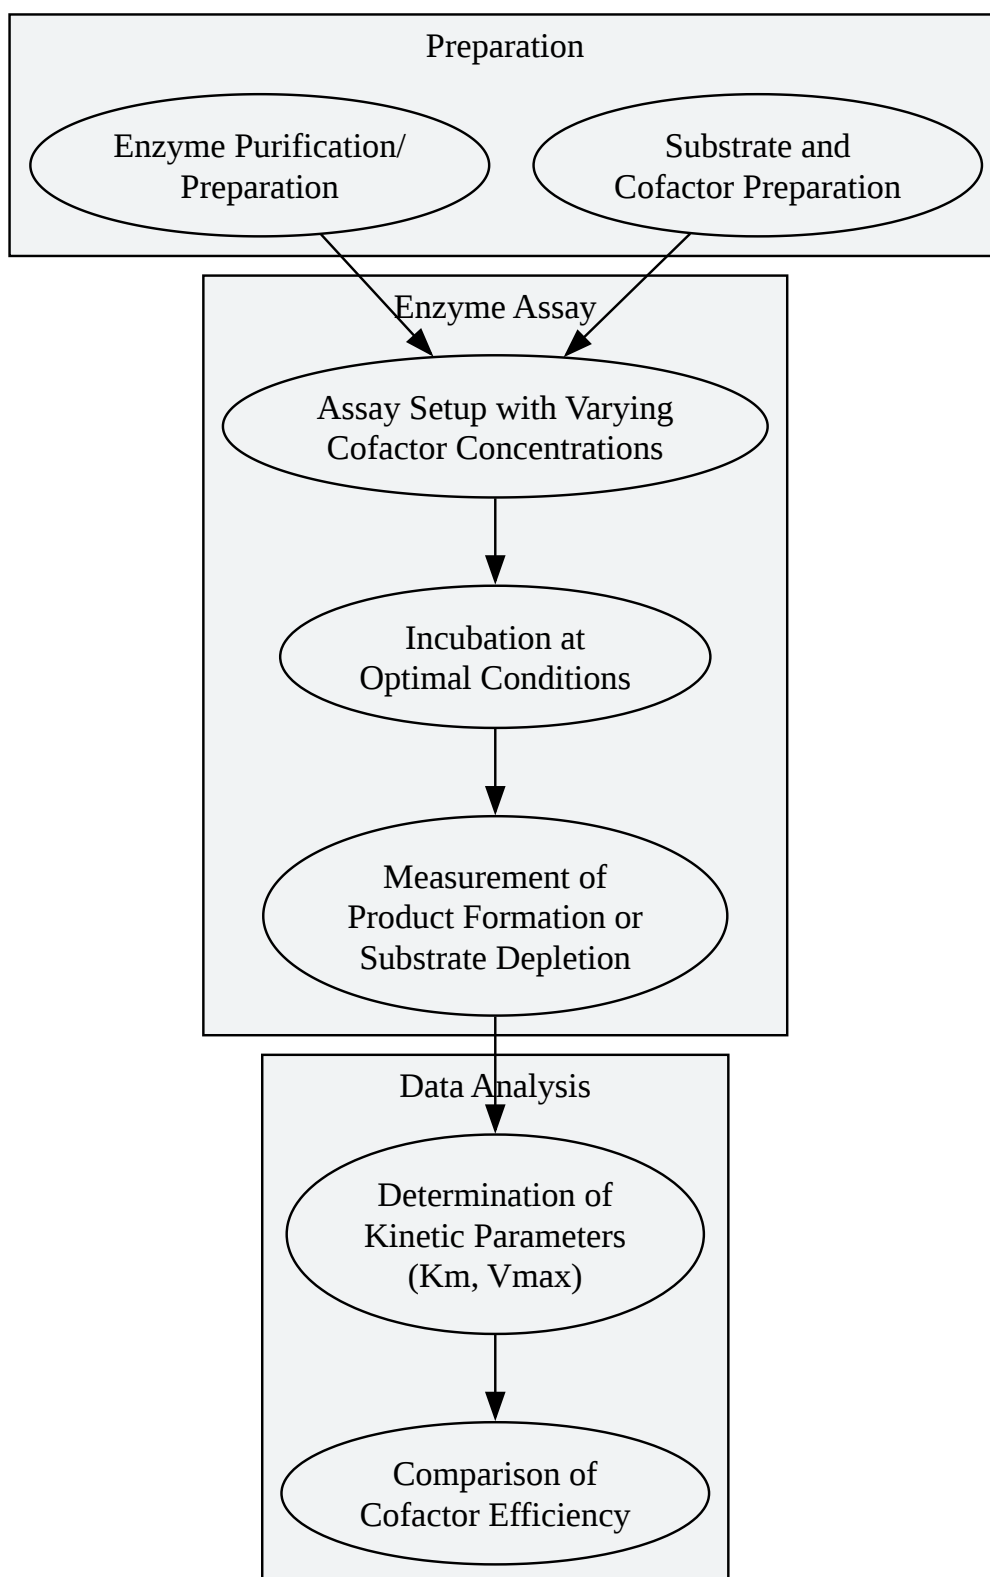 Preparation
Enzyme Purification/
Preparation
Substrate and
Cofactor Preparation
Enzyme Assay
Assay Setup with Varying
Cofactor Concentrations
Incubation at
Optimal Conditions
Measurement of
Product Formation or
Substrate Depletion
Data Analysis
Determination of
Kinetic Parameters
(Km, Vmax)
Comparison of
Cofactor Efficiency